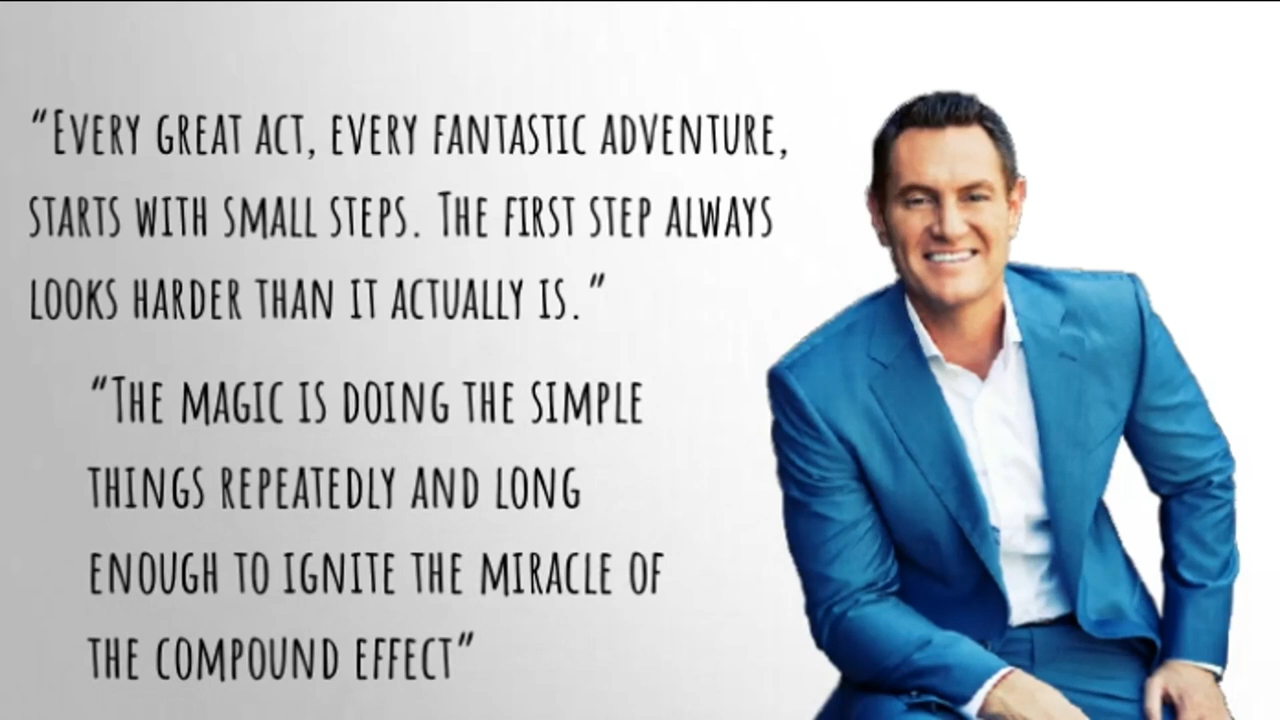 “Every great act, every fantastic adventure,
starts with small steps. The first step always
looks harder than it actually is.”
“The magic is doing the simple
things repeatedly and long
enough to ignite the miracle of
the compound effect”